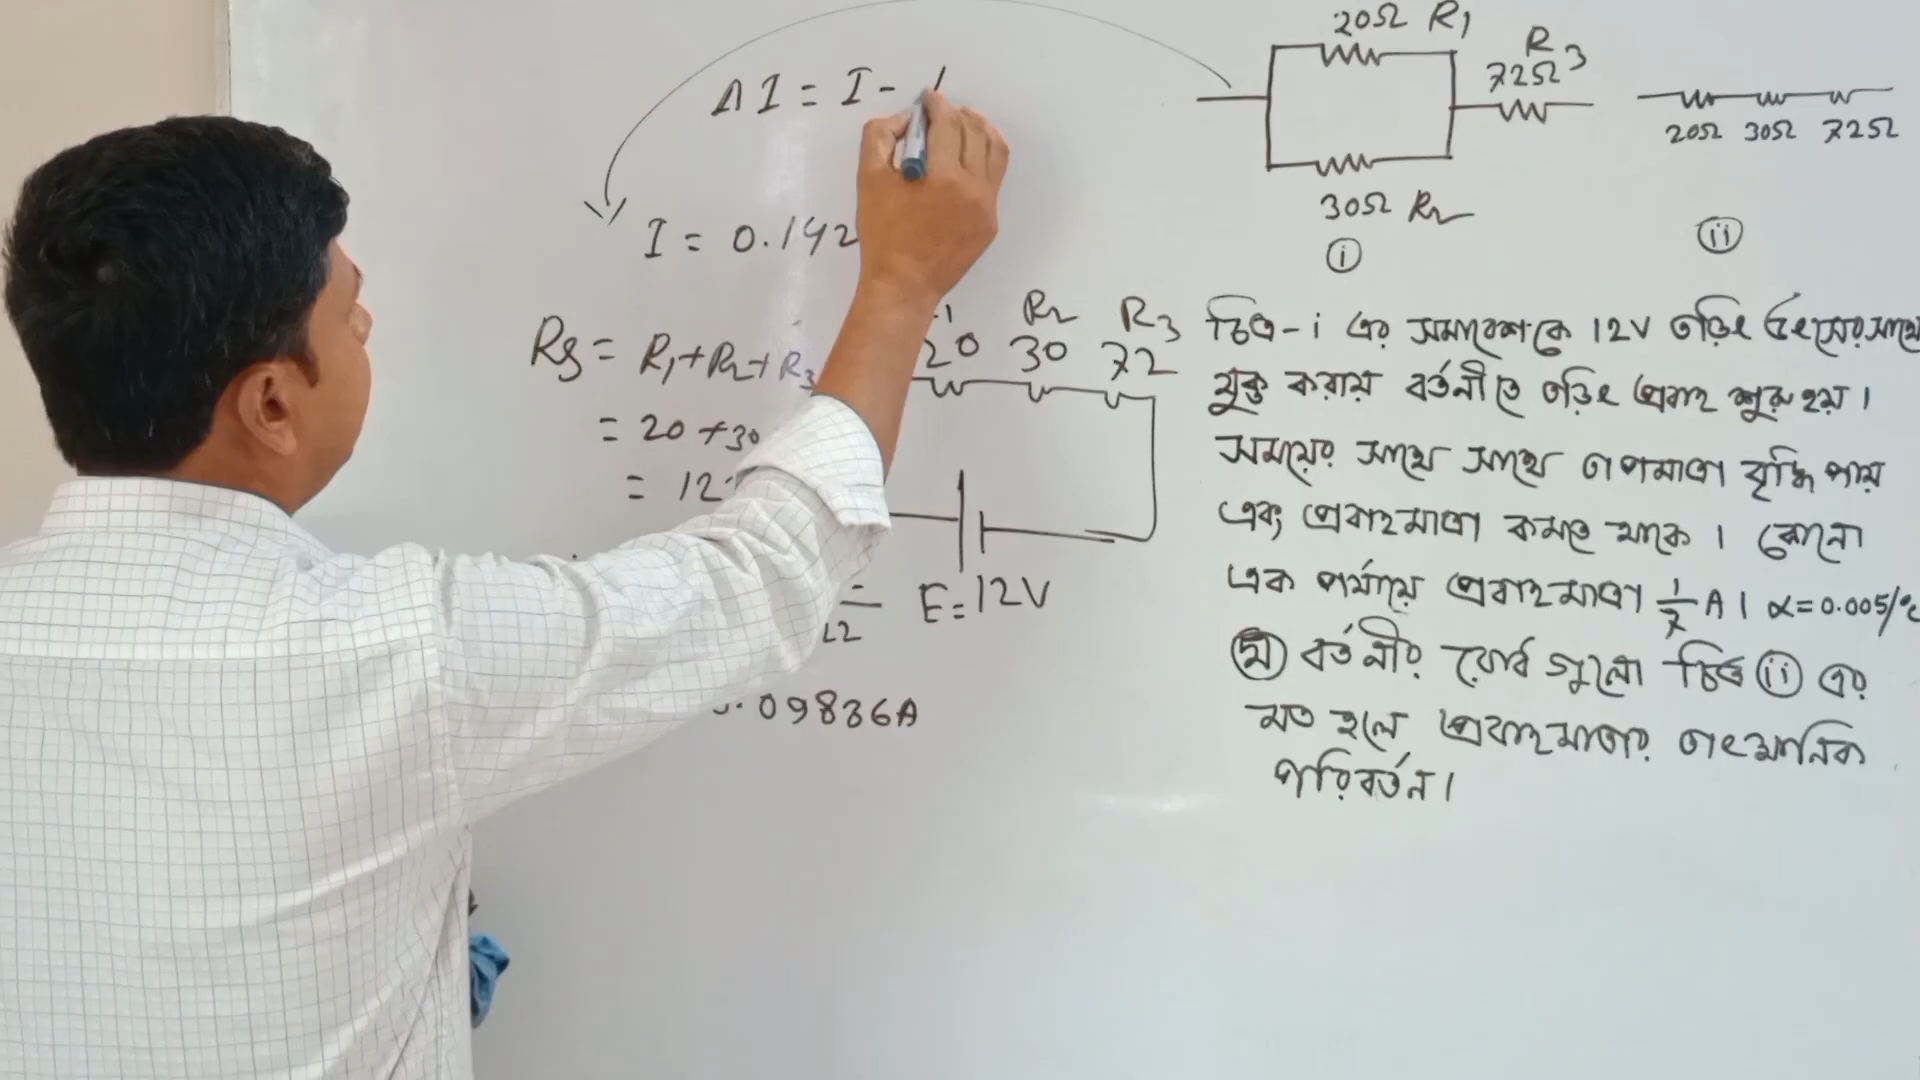 ΔI = I -
I = 0.142
RS = R1 + R2 + R3
= 20 + 30
= 12
22
.09836A
20 30 72
R2 R3
E = 12V
20Ω R1
R3
72Ω
30Ω R2
i
20Ω 30Ω 72Ω
ii
চিত্র - i এর সমাবেশকে 12V তড়িৎ উৎসের সাথে
যুক্ত করায় বর্তনীতে তড়িৎ প্রবাহ শুরু হয়।
সময়ের সাথে সাথে তাপমাত্রা বৃদ্ধি পায়
এবং প্রবাহমাত্রা কমতে থাকে। কোনো
এক পর্যায়ে প্রবাহমাত্রা 1/7 A। α = 0.005/°C
ঘ বর্তনীর রোধ গুলো চিত্র ii এর
মত হলে প্রবাহমাত্রার তাৎক্ষনিক
পরিবর্তন।